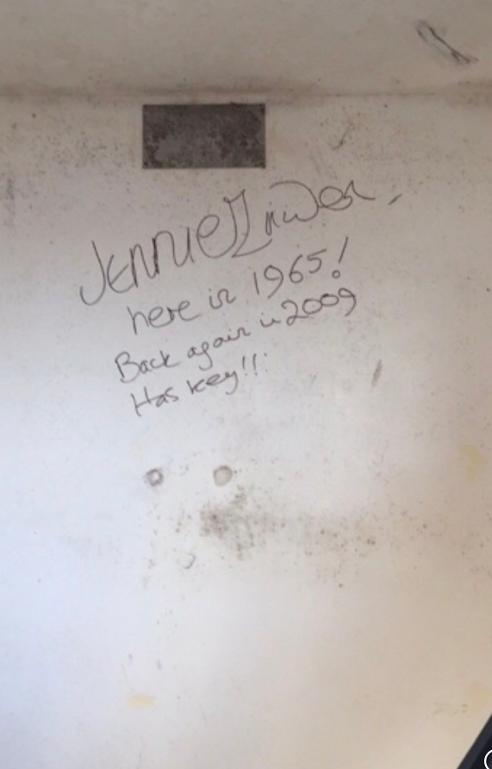 Jennie
here in 1965!
Back again in 2009
Has key!!